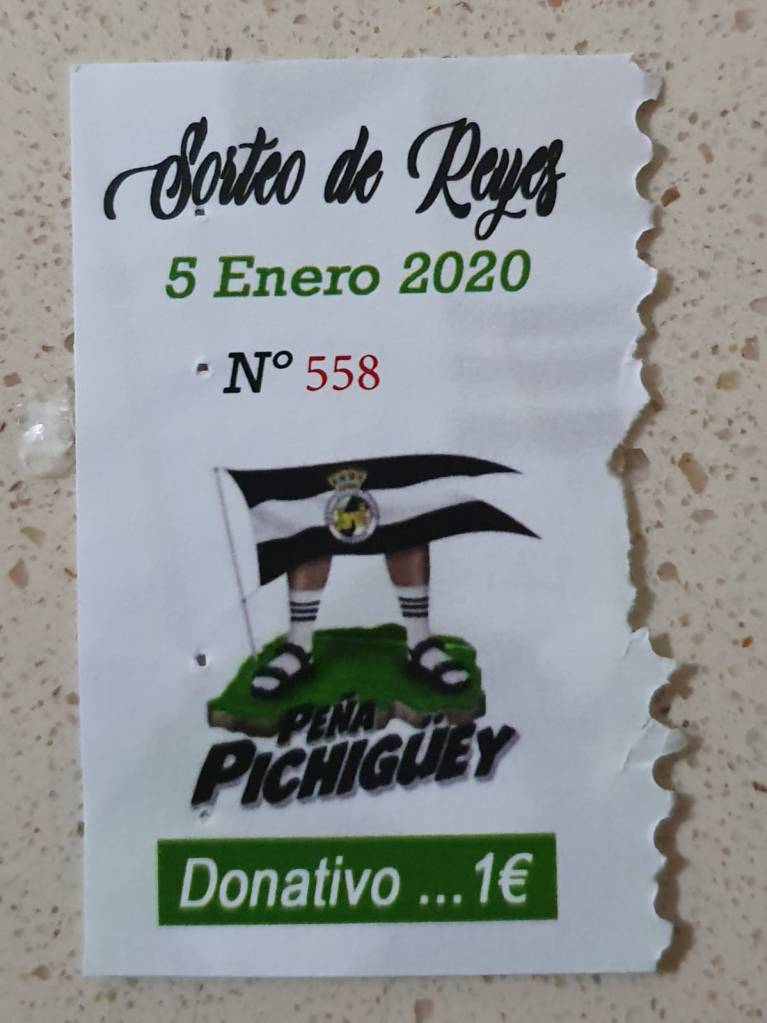 Sorteo de Reyes
5 Enero 2020
Nº 558
PEÑA
PICHIGÜEY
Donativo ...1€